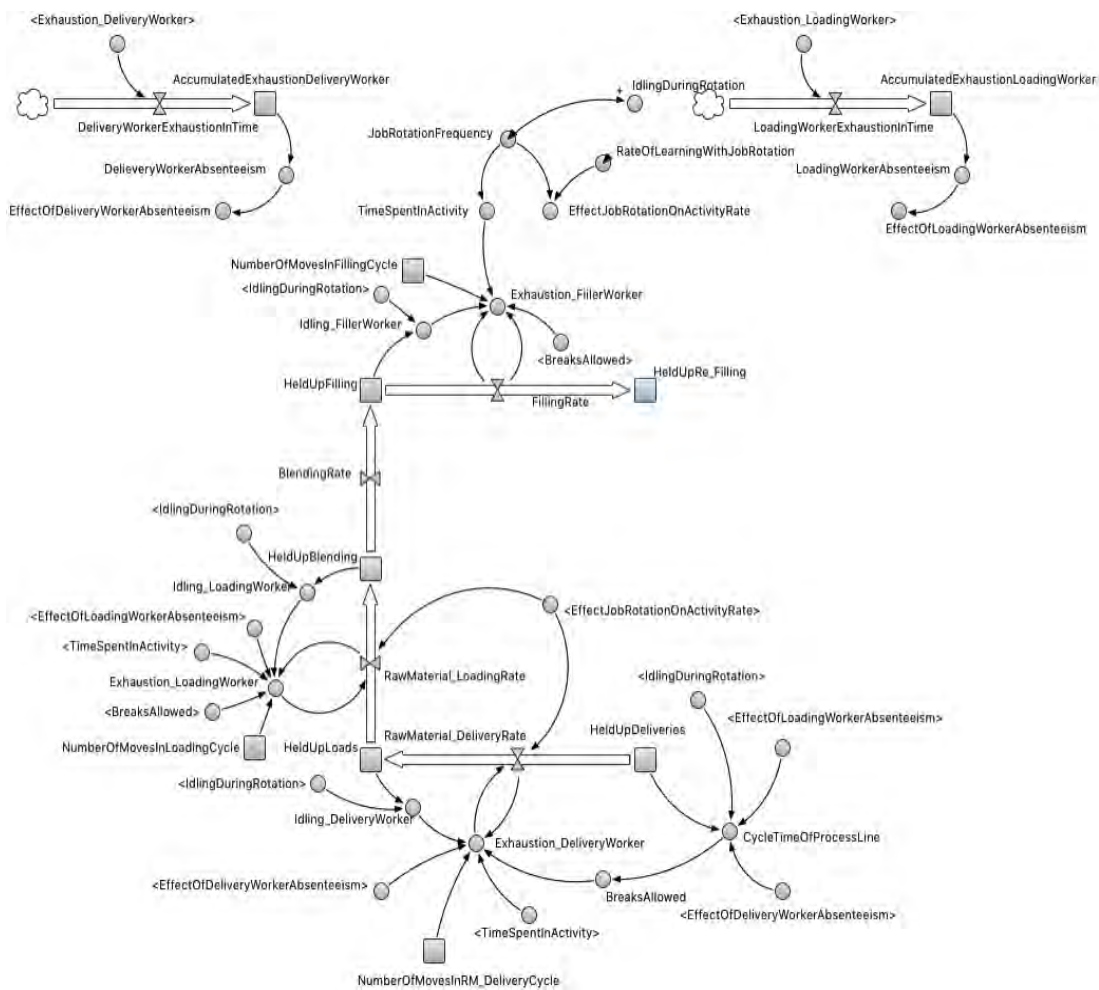 <Exhaustion_DeliveryWorker>
<Exhaustion_LoadingWorker>
AccumulatedExhaustionDeliveryWorker
IdlingDuringRotation
AccumulatedExhaustionLoadingWorker
+
DeliveryWorkerExhaustionInTime
LoadingWorkerExhaustionInTime
JobRotationFrequency
RateOfLearningWithJobRotation
DelieveryWorkerAbsenteeism
LoadingWorkerAbsenteeism
EffectOfDeliveryWorkerAbsenteeism
TimeSpentInActivity
EffectJobRotationOnActivityRate
EffectOfLoadingWorkerAbsenteeism
NumberOfMovesInFillingCycle
<IdlingDuringRotation>
Exhaustion_FillerWorker
Idling_FillerWorker
<BreaksAllowed>
HeldUpFilling
HeldUpRe_Filling
FillingRate
BlendingRate
<IdlingDuringRotation>
HeldUpBlending
Idling_LoadingWorker
<EffectOfLoadingWorkerAbsenteeism>
<EffectJobRotationOnActivityRate>
<TimeSpentInActivity>
Exhaustion_LoadingWorker
RawMaterial_LoadingRate
<IdlingDuringRotation>
<BreaksAllowed>
<EffectOfLoadingWorkerAbsenteeism>
RawMaterial_DeliveryRate
HeldUpDeliveries
NumberOfMovesInLoadingCycle
HeldUpLoads
<IdlingDuringRotation>
Idling_DeliveryWorker
Exhaustion_DeliveryWorker
CycleTimeOfProcessLine
<EffectOfDeliveryWorkerAbsenteeism>
BreaksAllowed
<EffectOfDeliveryWorkerAbsenteeism>
<TimeSpentInActivity>
NumberOfMovesInRM_DeliveryCycle